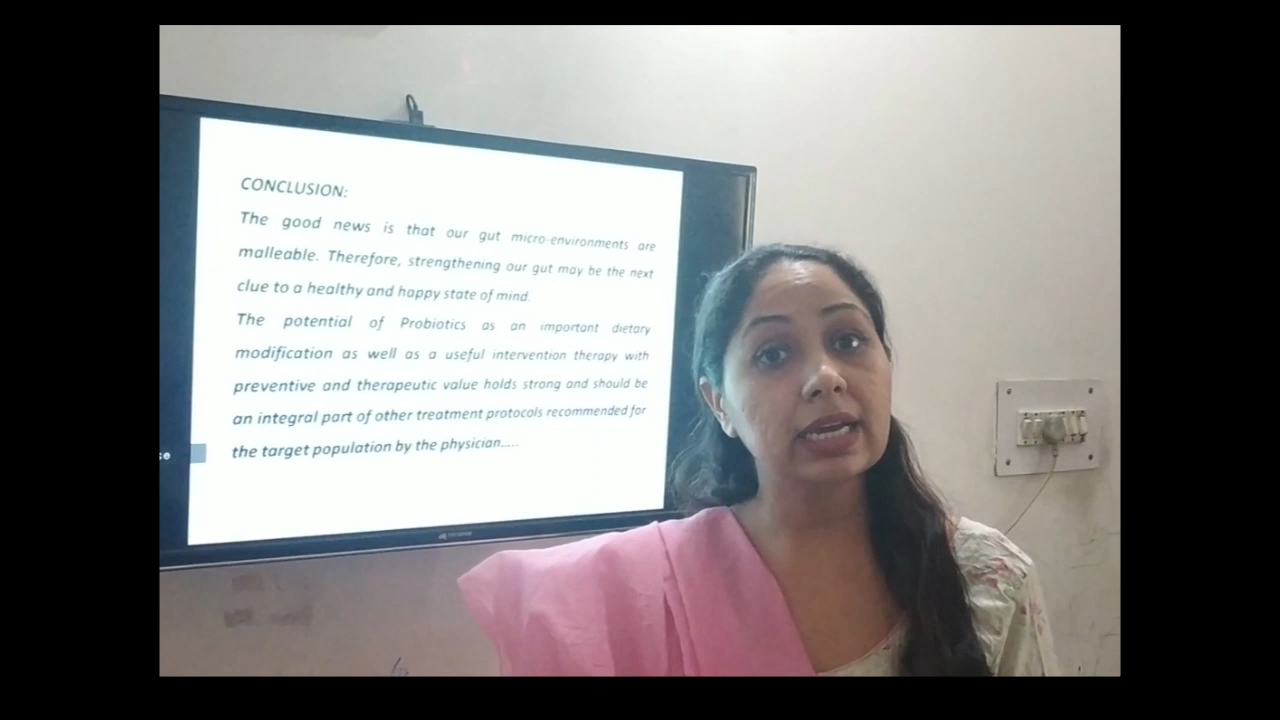 CONCLUSION:
The good news is that our gut micro-environments are
malleable. Therefore, strengthening our gut may be the next
clue to a healthy and happy state of mind.
The potential of Probiotics as an important dietary
modification as well as a useful intervention therapy with
preventive and therapeutic value holds strong and should be
an integral part of other treatment protocols recommended for
the target population by the physician.....
se